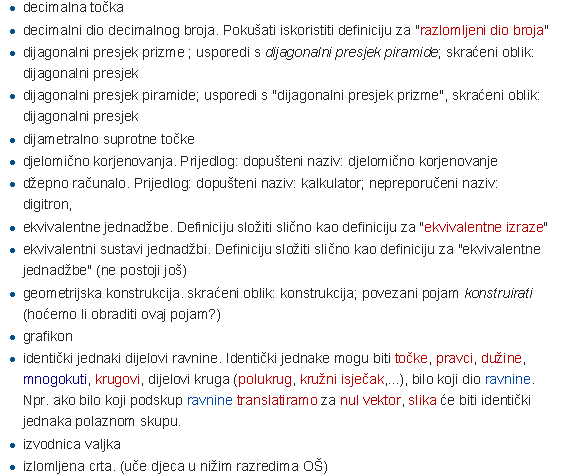 decimalna točka
decimalni dio decimalnog broja. Pokušati iskoristiti definiciju za "razlomljeni dio broja"
dijagonalni presjek prizme ; usporedi s dijagonalni presjek piramide; skraćeni oblik:
dijagonalni presjek
dijagonalni presjek piramide; usporedi s "dijagonalni presjek prizme", skraćeni oblik:
dijagonalni presjek
dijametralno suprotne točke
djelomično korjenovanja. Prijedlog: dopušteni naziv: djelomično korjenovanje
džepno računalo. Prijedlog: dopušteni naziv: kalkulator; nepreporučeni naziv:
digitron,
ekvivalentne jednadžbe. Definiciju složiti slično kao definiciju za "ekvivalentne izraze"
ekvivalentni sustavi jednadžbi. Definiciju složiti slično kao definiciju za "ekvivalentne
jednadžbe" (ne postoji još)
geometrijska konstrukcija. skraćeni oblik: konstrukcija; povezani pojam konstruirati
(hoćemo li obraditi ovaj pojam?)
grafikon
identički jednaki dijelovi ravnine. Identički jednake mogu biti točke, pravci, dužine,
mnogokuti, krugovi, dijelovi kruga (polukrug, kružni isječak,...), bilo koji dio ravnine.
Npr. ako bilo koji podskup ravnine translatiramo za nul vektor, slika će biti identički
jednaka polaznom skupu.
izvodnica valjka
izlomljena crta. (uče djeca u nižim razredima OŠ)